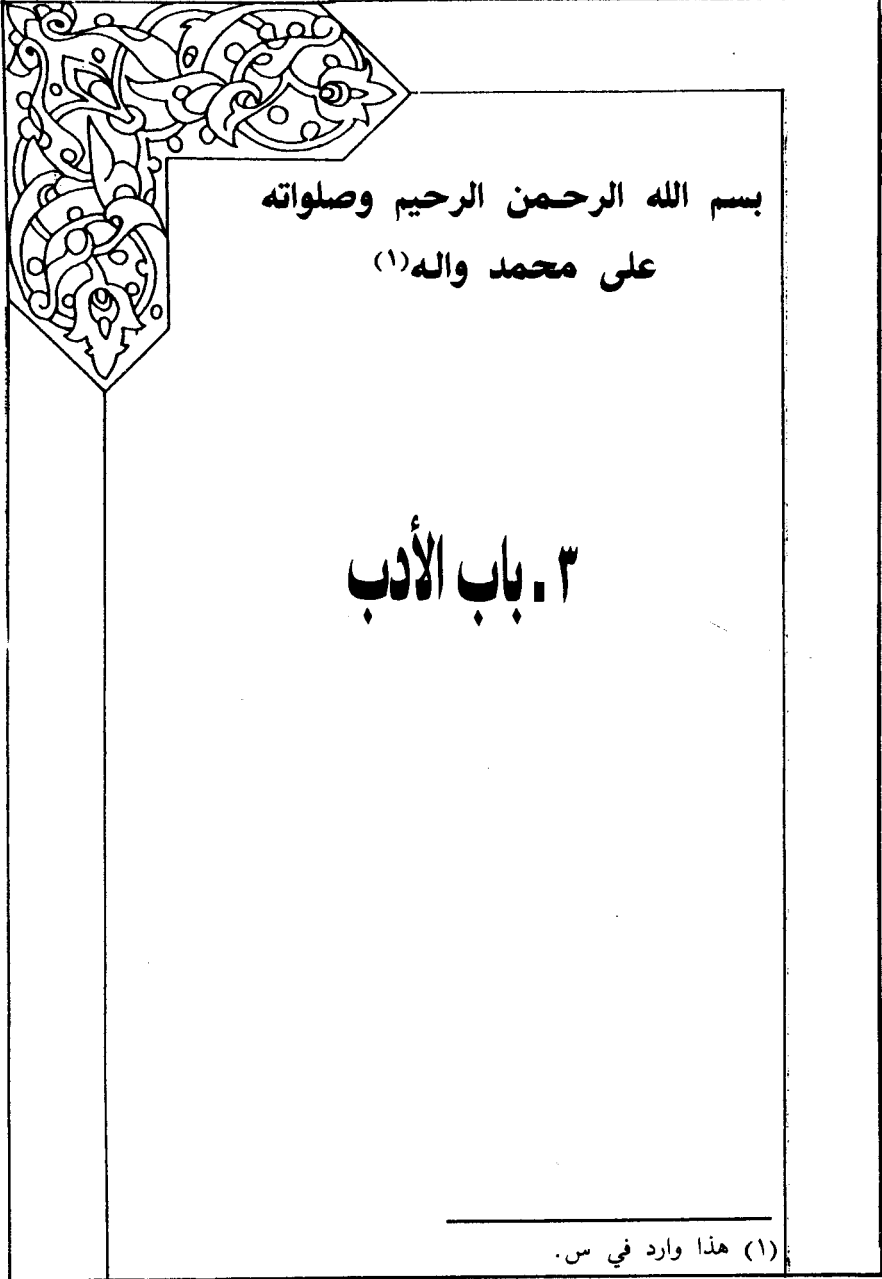 بسم الله الرحمن الرحيم وصلواته
على محمد واله(١)
٣ . باب الأدب
(١) هذا وارد في س.